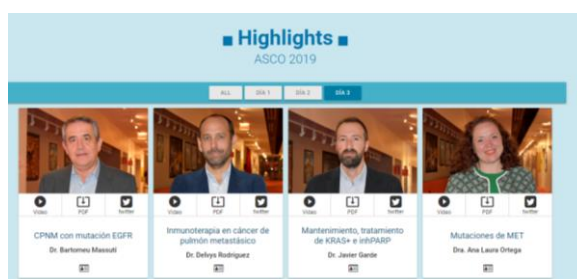 Highlights
ASCO 2019
ALL DÍA 1 DÍA 2 DÍA 3
Video PDF twitter Video PDF twitter Video PDF twitter Video PDF twitter
CPNM con mutación EGFR
Dr. Bartomeu Massutí
Inmunoterapia en cáncer de
pulmón metastásico
Dr. Delvys Rodríguez
Mantenimiento, tratamiento
de KRAS+ e inhPARP
Dr. Javier Garde
Mutaciones de MET
Dra. Ana Laura Ortega